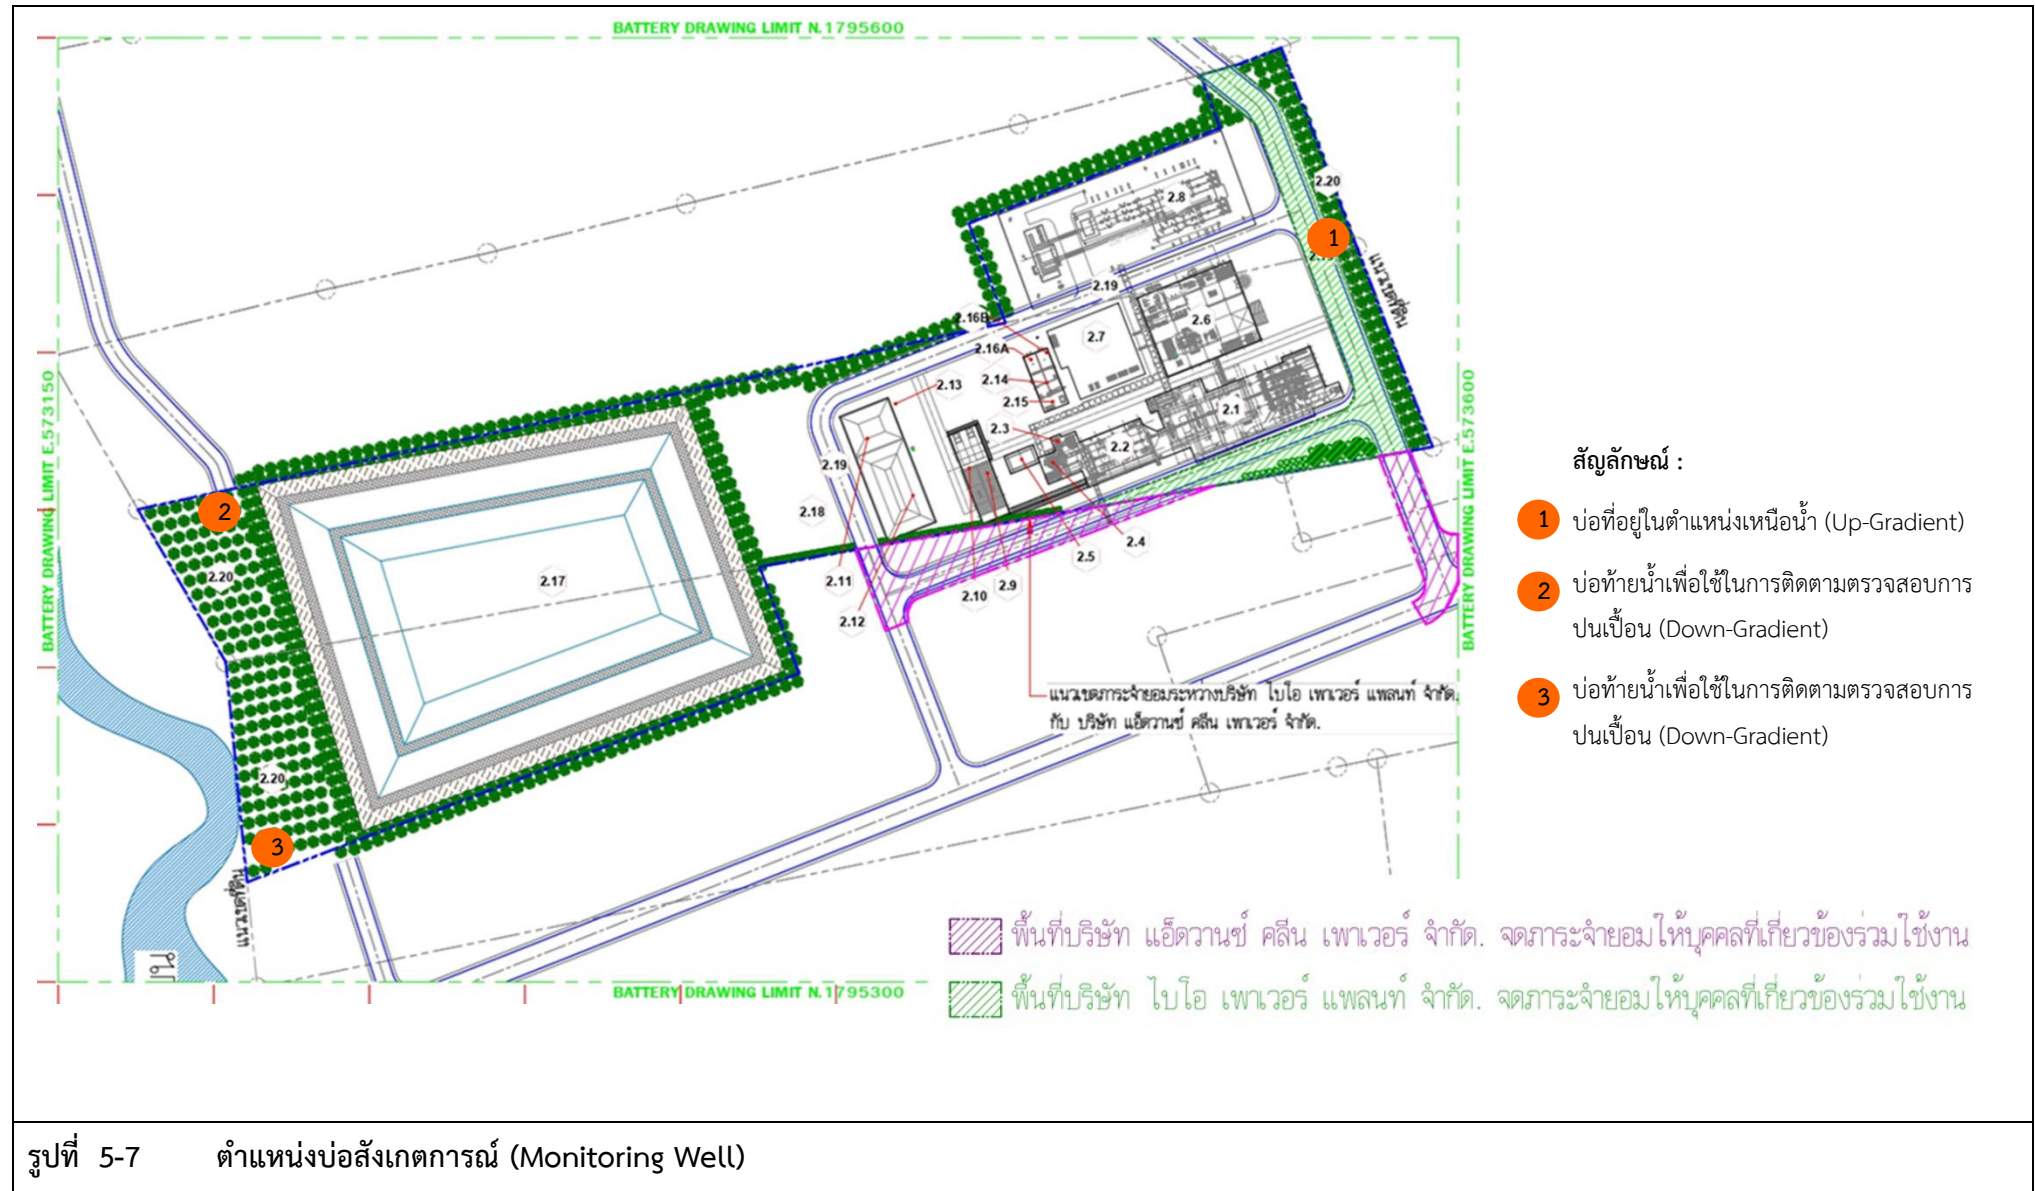 BATTERY DRAWING LIMIT N.1795600
BATTERY DRAWING LIMIT E.573150
BATTERY DRAWING LIMIT E.573600
2.20
2.8
1
แนวเขตที่ดิน
2.19
2.16B
2.7
2.6
2.16A
2.14
2.13
2.15
2.3
2.1
2.2
2.19
2
2.18
2.20
2.17
2.11
2.12
2.10
2.9
2.5
2.4
2.20
3
แนวเขตที่ดิน
แนวเขตภาระจำยอมระหวางบริษัท ไบโอ เพาเวอร์ แพลนท์ จำกัด.
กับ บริษัท แอ็ดวานซ์ คลีน เพาเวอร์ จำกัด.
สัญลักษณ์ :
1 บ่อที่อยู่ในตำแหน่งเหนือน้ำ (Up-Gradient)
2 บ่อท้ายน้ำเพื่อใช้ในการติดตามตรวจสอบการ
ปนเปื้อน (Down-Gradient)
3 บ่อท้ายน้ำเพื่อใช้ในการติดตามตรวจสอบการ
ปนเปื้อน (Down-Gradient)
พื้นที่บริษัท แอ็ดวานซ์ คลีน เพาเวอร์ จำกัด. จดภาระจำยอมให้บุคคลที่เกี่ยวข้องร่วมใช้งาน
พื้นที่บริษัท ไบโอ เพาเวอร์ แพลนท์ จำกัด. จดภาระจำยอมให้บุคคลที่เกี่ยวข้องร่วมใช้งาน
BATTERY DRAWING LIMIT N.1795300
รูปที่ 5-7 ตำแหน่งบ่อสังเกตการณ์ (Monitoring Well)